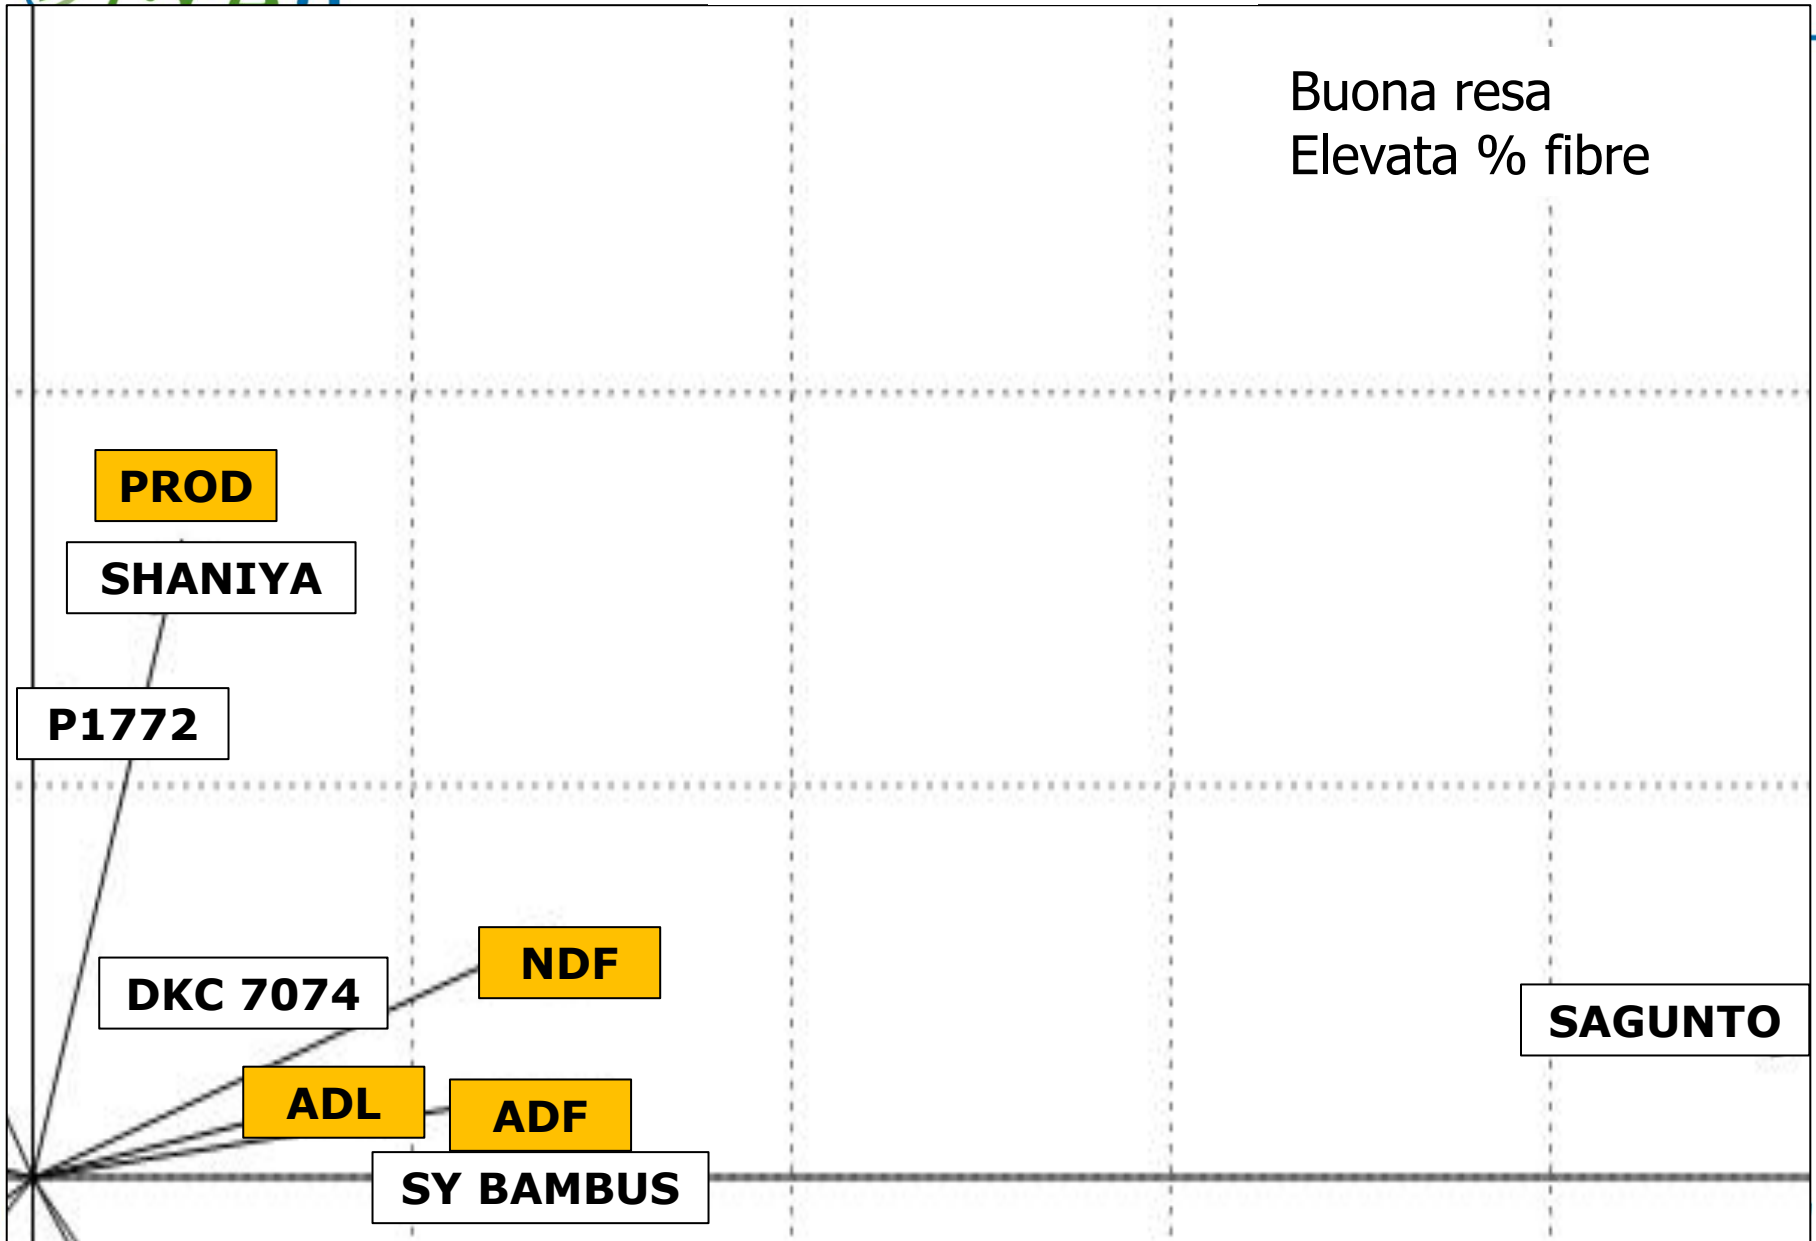 Buona resa
Elevata % fibre
PROD
SHANIYA
P1772
NDF
DKC 7074
SAGUNTO
ADL
ADF
SY BAMBUS